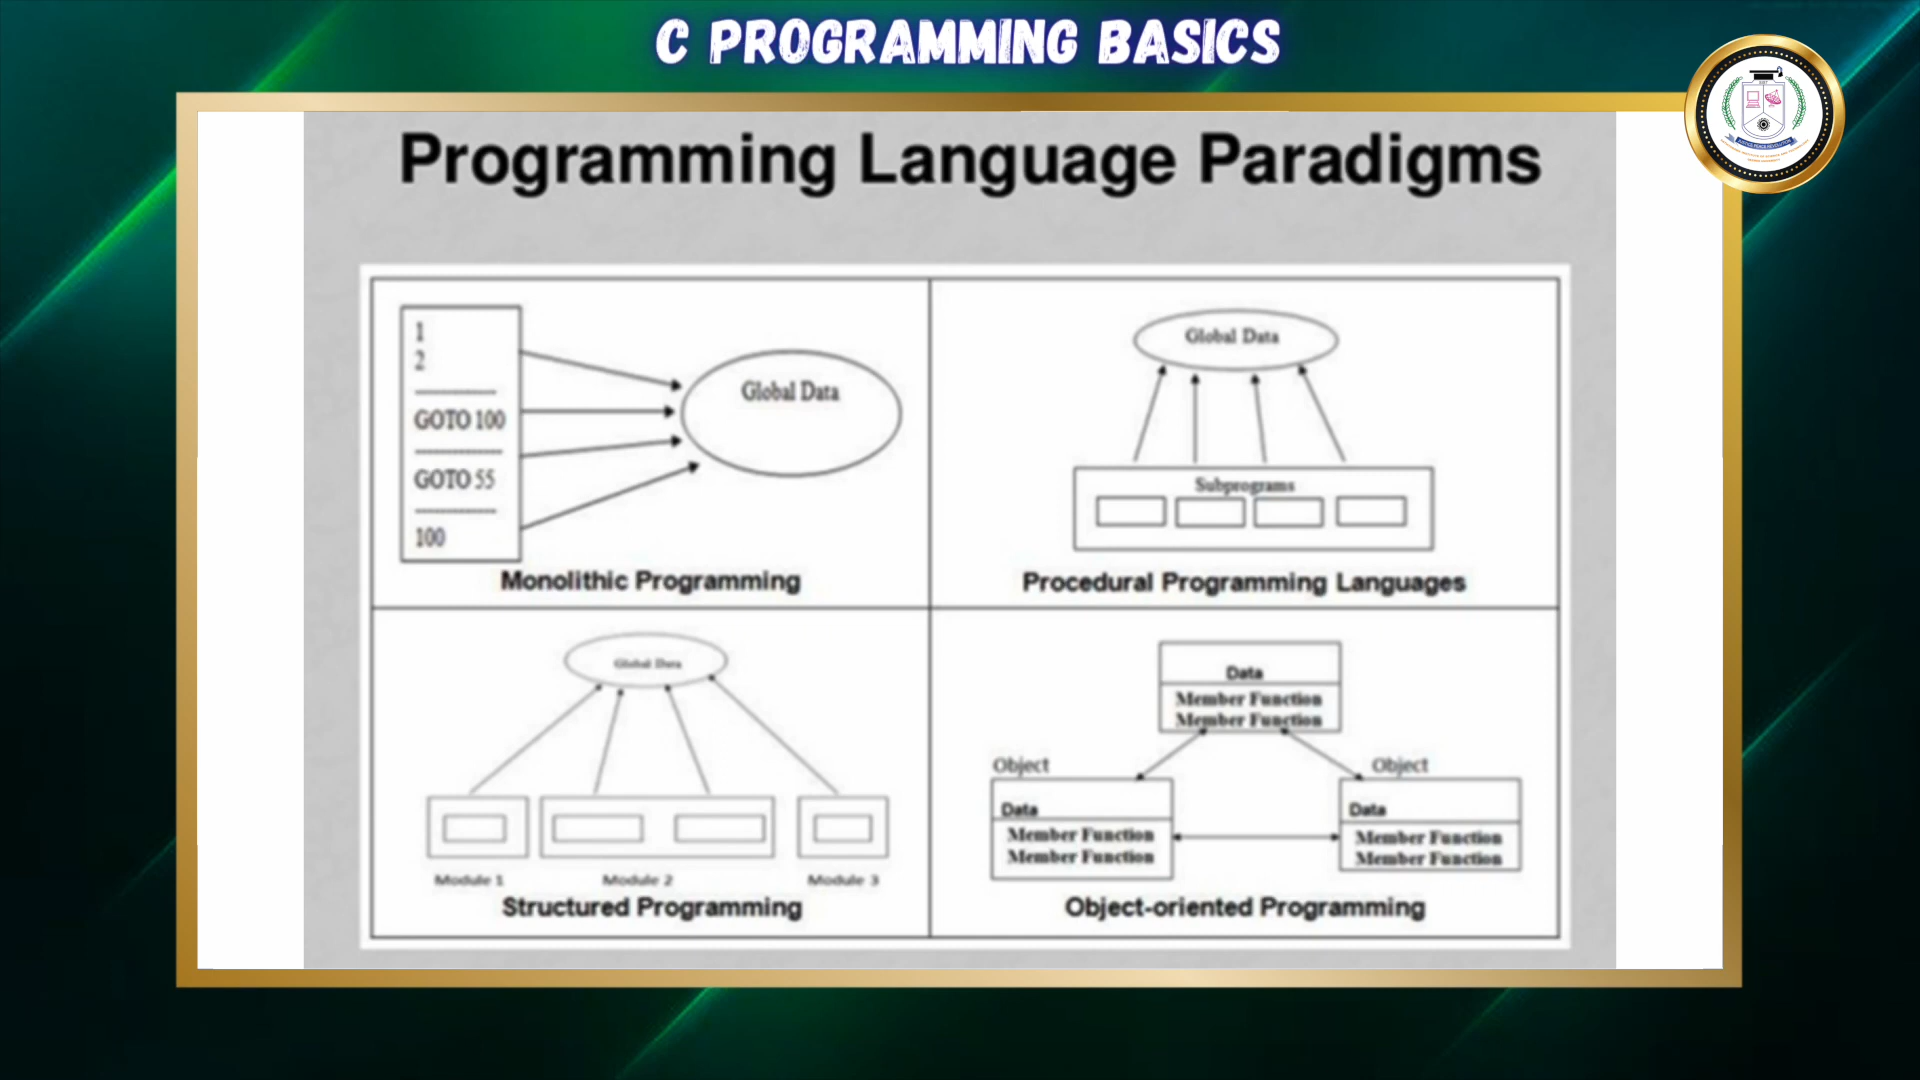 C PROGRAMMING BASICS
Programming Language Paradigms
1
2
GOTO 100
GOTO 55
100
Global Data
Monolithic Programming
Global Data
Subprograms
Procedural Programming Languages
Global Data
Module 1
Module 2
Module 3
Structured Programming
Data
Member Function
Member Function
Object
Data
Member Function
Member Function
Object
Data
Member Function
Member Function
Object-oriented Programming